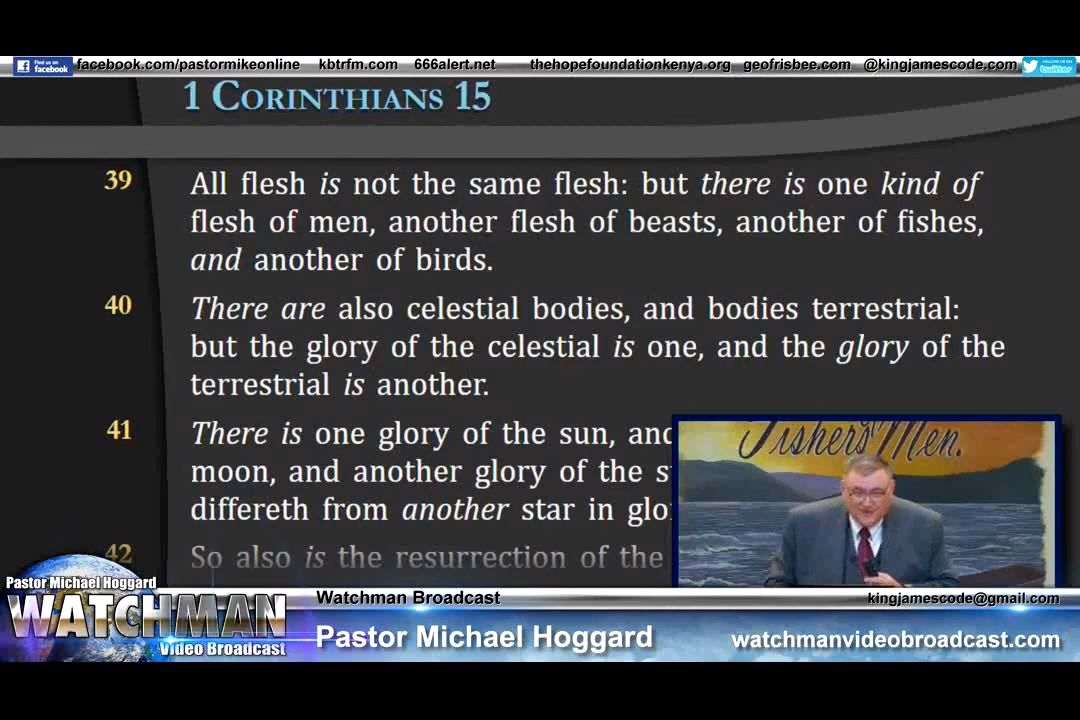 Find us on facebook facebook.com/pastormikeonline kbtrfm.com 666alert.net thehopefoundationkenya.org geofrisbee.com @kingjamescode.com FOLLOW US ON twitter
1 CORINTHIANS 15
39 All flesh is not the same flesh: but there is one kind of
flesh of men, another flesh of beasts, another of fishes,
and another of birds.
40 There are also celestial bodies, and bodies terrestrial:
but the glory of the celestial is one, and the glory of the
terrestrial is another.
41 There is one glory of the sun, and
moon, and another glory of the s
differeth from another star in glo
42 So also is the resurrection of the
Fishers of Men.
Pastor Michael Hoggard
WATCHMAN
Video Broadcast
Watchman Broadcast kingjamescode@gmail.com
Pastor Michael Hoggard watchmanvideobroadcast.com